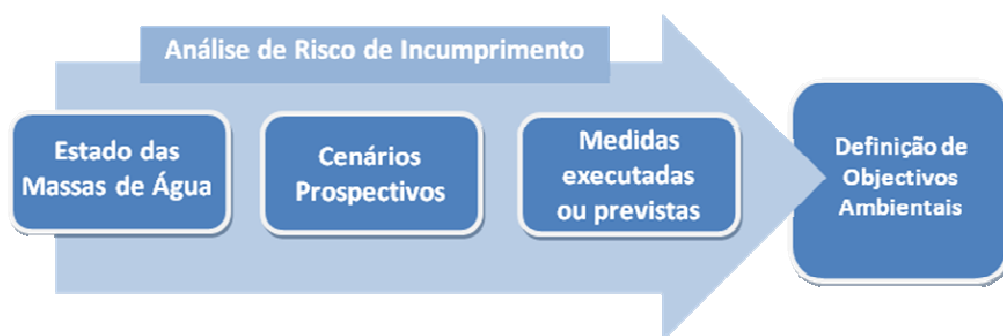 Análise de Risco de Incumprimento
Estado das
Massas de Água
Cenários
Prospectivos
Medidas
executadas
ou previstas
Definição de
Objectivos
Ambientais